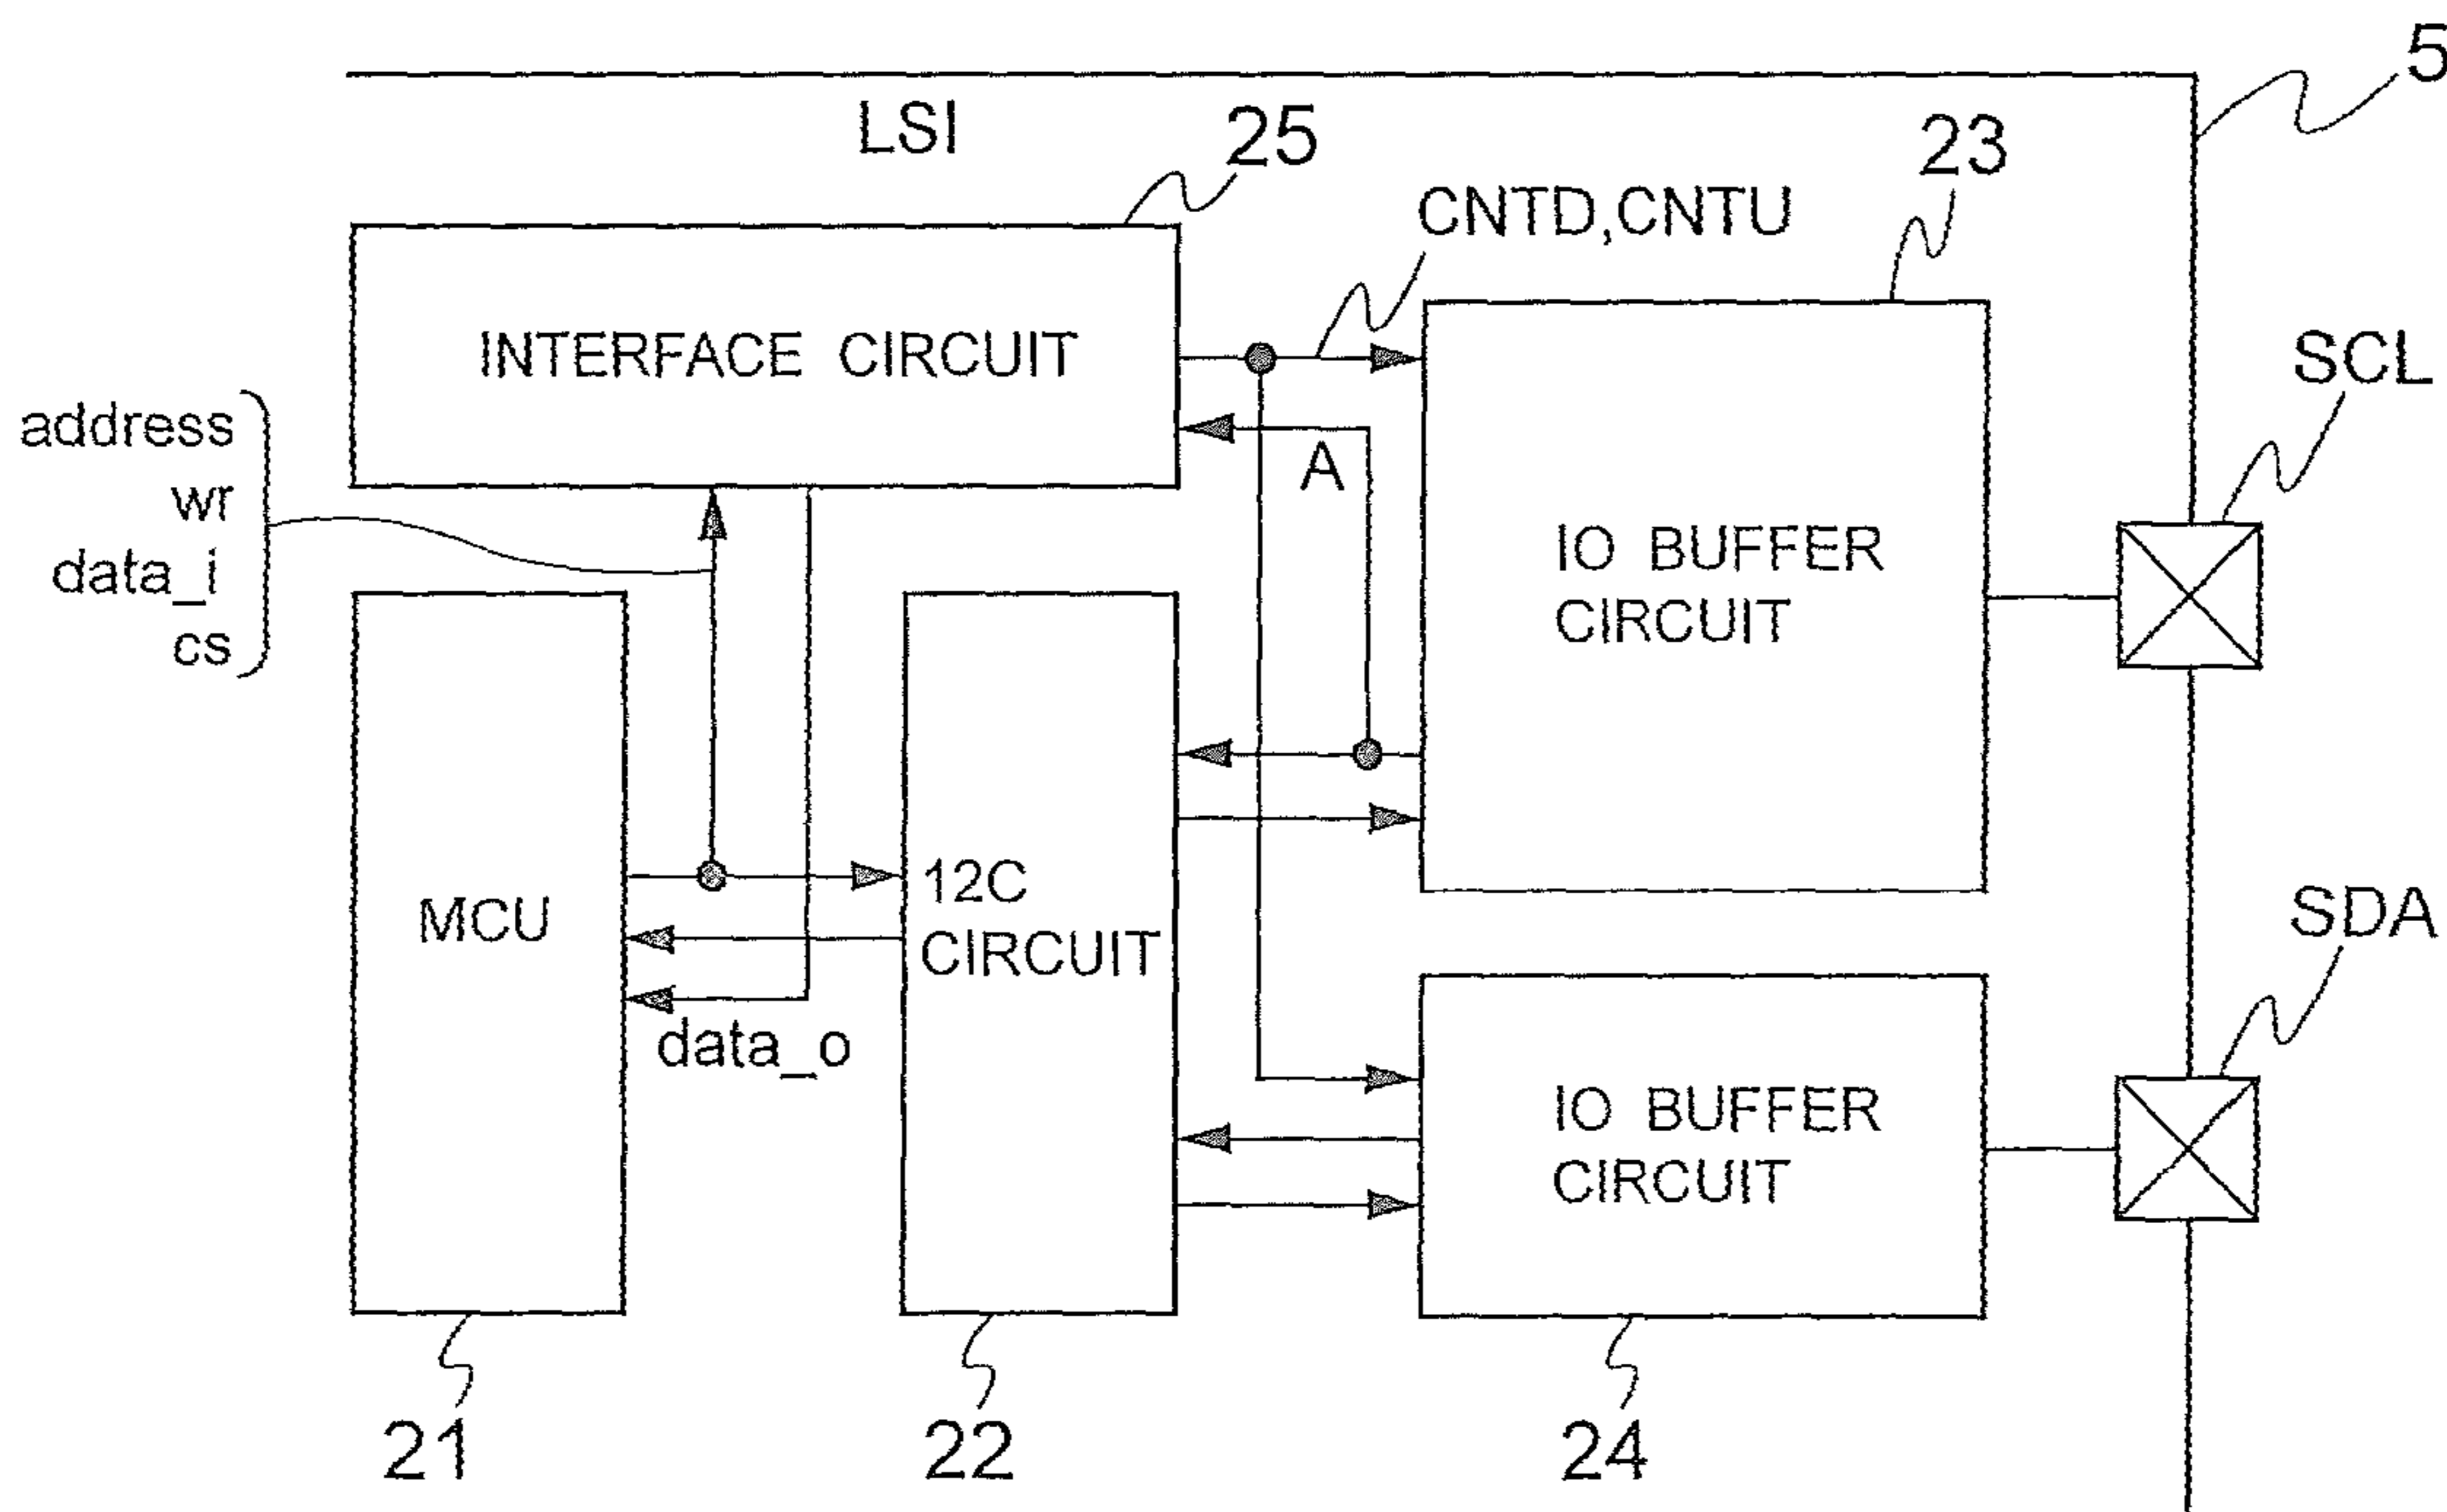 5
LSI
25
23
CNTD,CNTU
INTERFACE CIRCUIT
SCL
address
wr
data_i
cs
A
IO BUFFER
CIRCUIT
12C
CIRCUIT
MCU
SDA
data_o
IO BUFFER
CIRCUIT
21
22
24